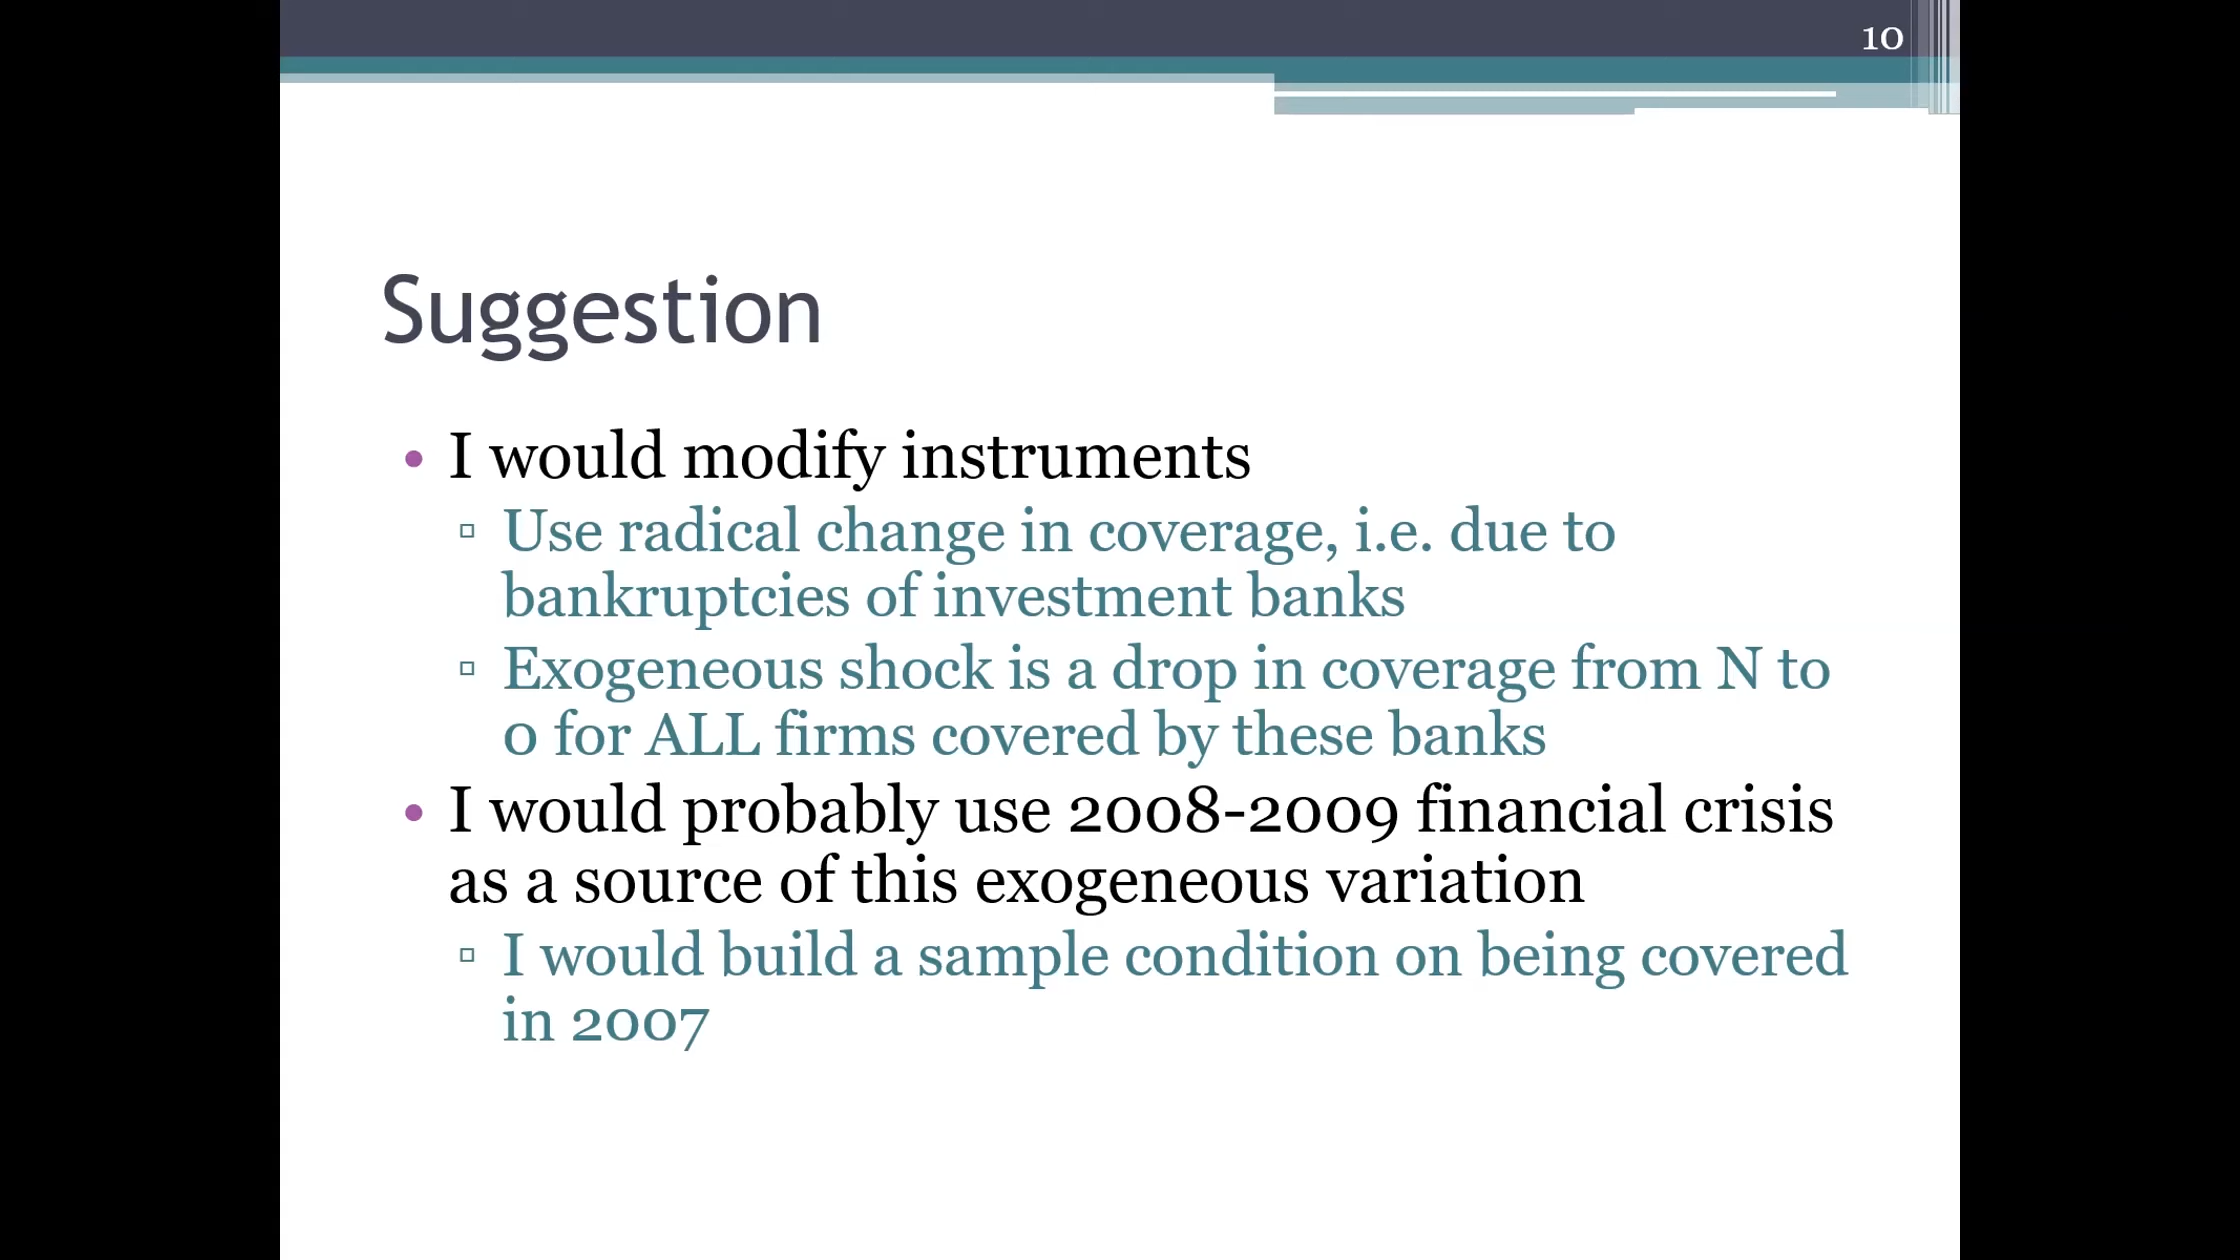 10
Suggestion
• I would modify instruments
▫ Use radical change in coverage, i.e. due to
bankruptcies of investment banks
▫ Exogeneous shock is a drop in coverage from N to
0 for ALL firms covered by these banks
• I would probably use 2008-2009 financial crisis
as a source of this exogeneous variation
▫ I would build a sample condition on being covered
in 2007